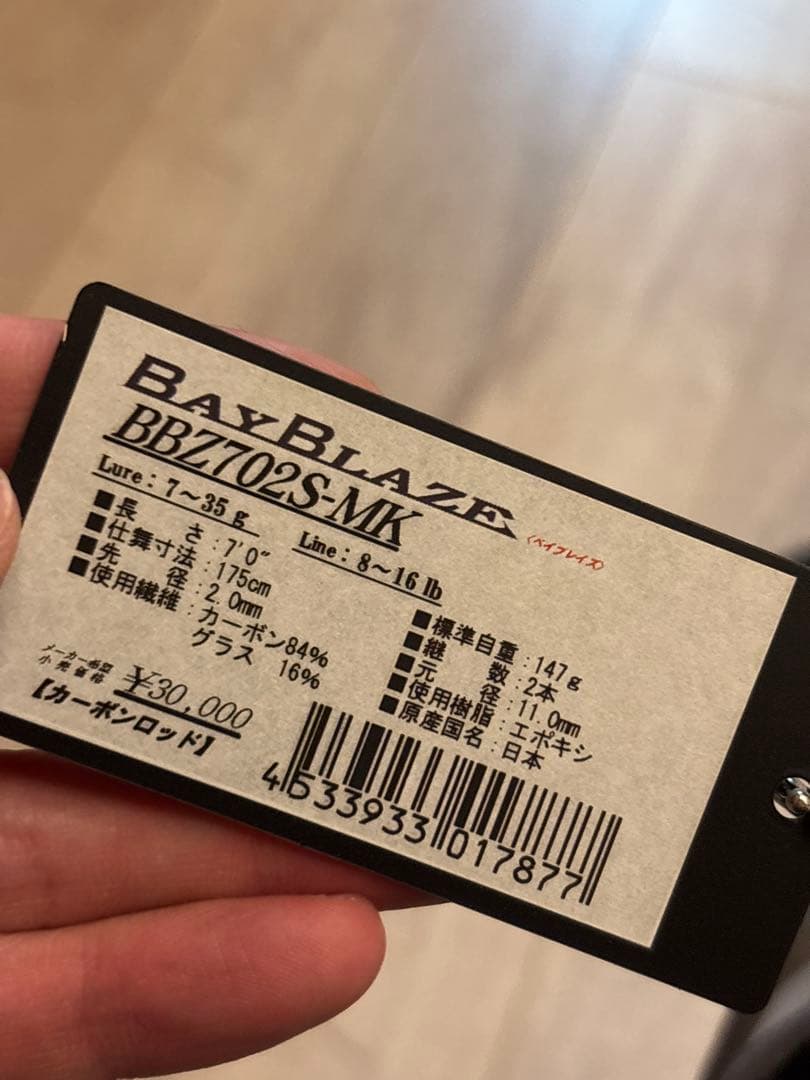 BAYBLAZE 〈ベイブレイズ〉
BBZ702S-MK
Lure：7～35g Line：8～16lb
■長さ：7'0"
■仕舞寸法：175cm
■先径：2.0mm
■使用繊維：カーボン84%
グラス 16%
■標準自重：147g
■継数：2本
■元径：11.0mm
■使用樹脂：エポキシ
■原産国名：日本
メーカー希望
小売価格 ¥30,000
【カーボンロッド】
4533933017877